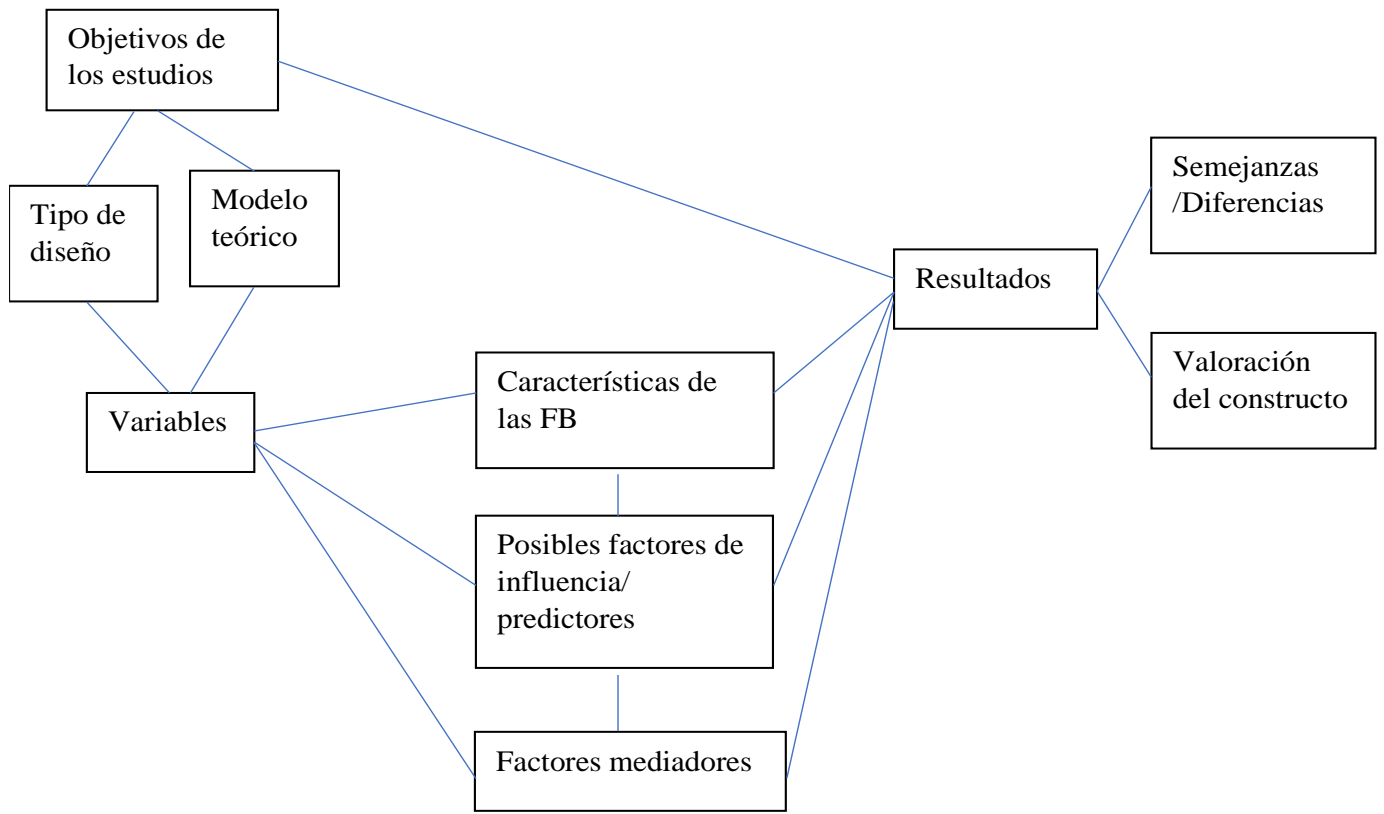 Objetivos de
los estudios
Tipo de
diseño
Modelo
teórico
Variables
Características de
las FB
Posibles factores de
influencia/
predictores
Factores mediadores
Resultados
Semejanzas
/Diferencias
Valoración
del constructo